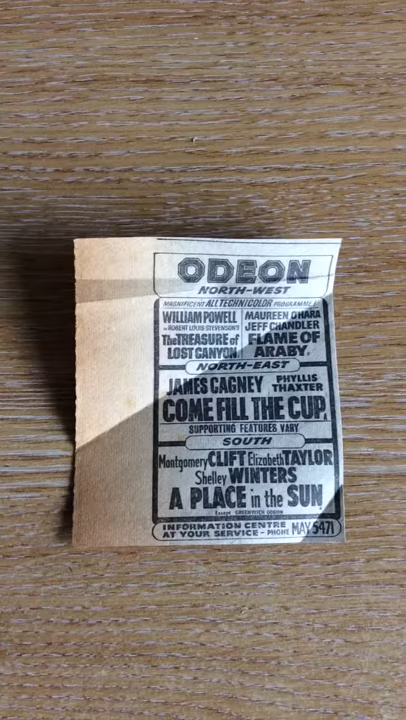 ODEON
NORTH-WEST
MAGNIFICENT ALL TECHNICOLOR PROGRAMME!
WILLIAM POWELL
in ROBERT LOUIS STEVENSON'S
The TREASURE of
LOST CANYON
MAUREEN O'HARA
JEFF CHANDLER
FLAME OF
ARABY.
NORTH-EAST
JAMES CAGNEY PHYLLIS THAXTER
COME FILL THE CUP.
SUPPORTING FEATURES VARY
SOUTH
Montgomery CLIFT Elizabeth TAYLOR
Shelley WINTERS
A PLACE in the SUN
Except GREENWICH ODEON
INFORMATION CENTRE
AT YOUR SERVICE - PHONE MAY 5471